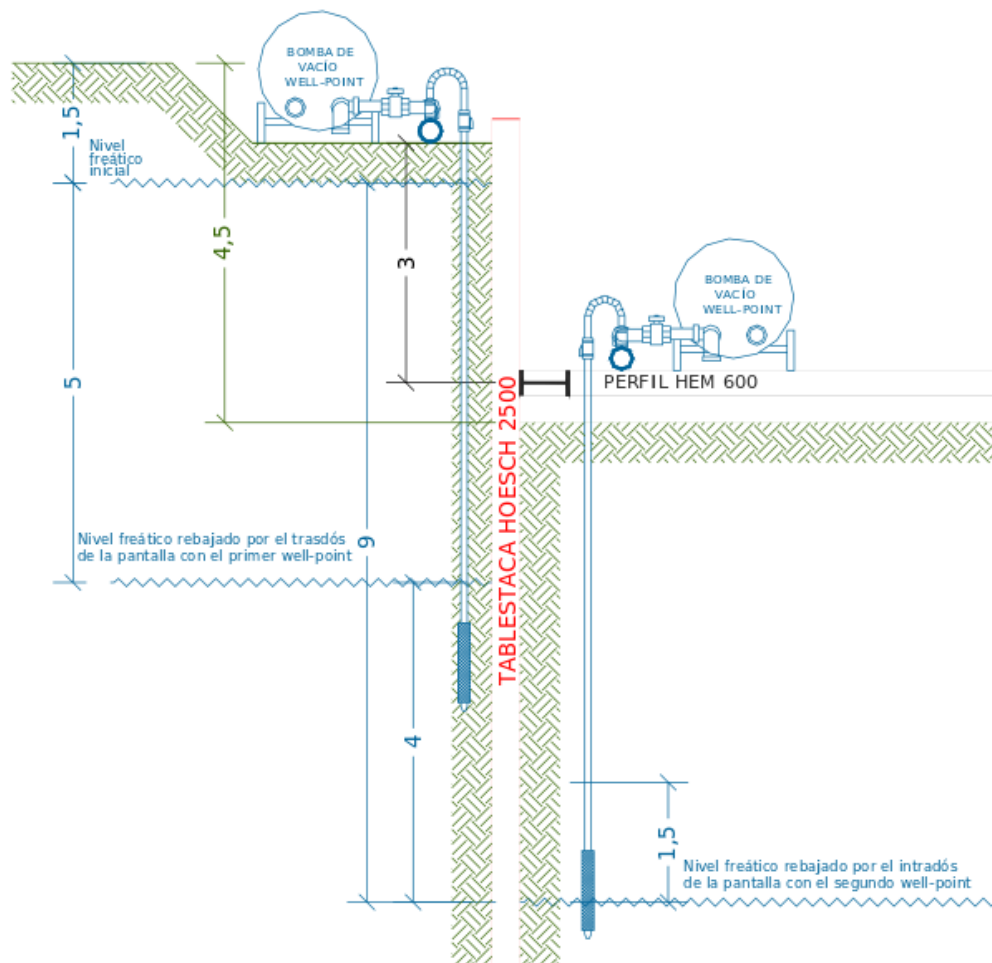 BOMBA DE
VACÍO
WELL-POINT
1,5
Nivel
freático
inicial
4,5
3
5
BOMBA DE
VACÍO
WELL-POINT
PERFIL HEM 600
TABLESTACA HOESCH 2500
Nivel freático rebajado por el trasdós
de la pantalla con el primer well-point
9
4
1,5
Nivel freático rebajado por el intradós
de la pantalla con el segundo well-point